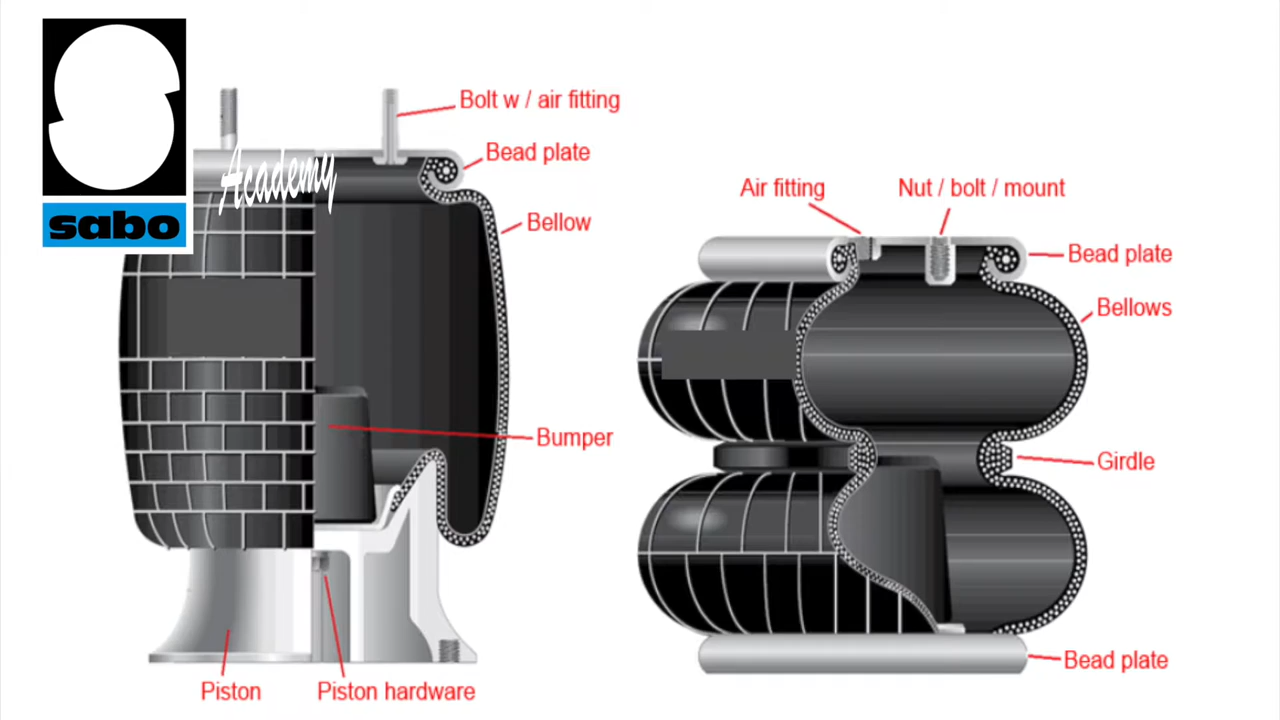 sabo
Academy
Bolt w / air fitting
Bead plate
Bellow
Bumper
Piston
Piston hardware
Air fitting
Nut / bolt / mount
Bead plate
Bellows
Girdle
Bead plate